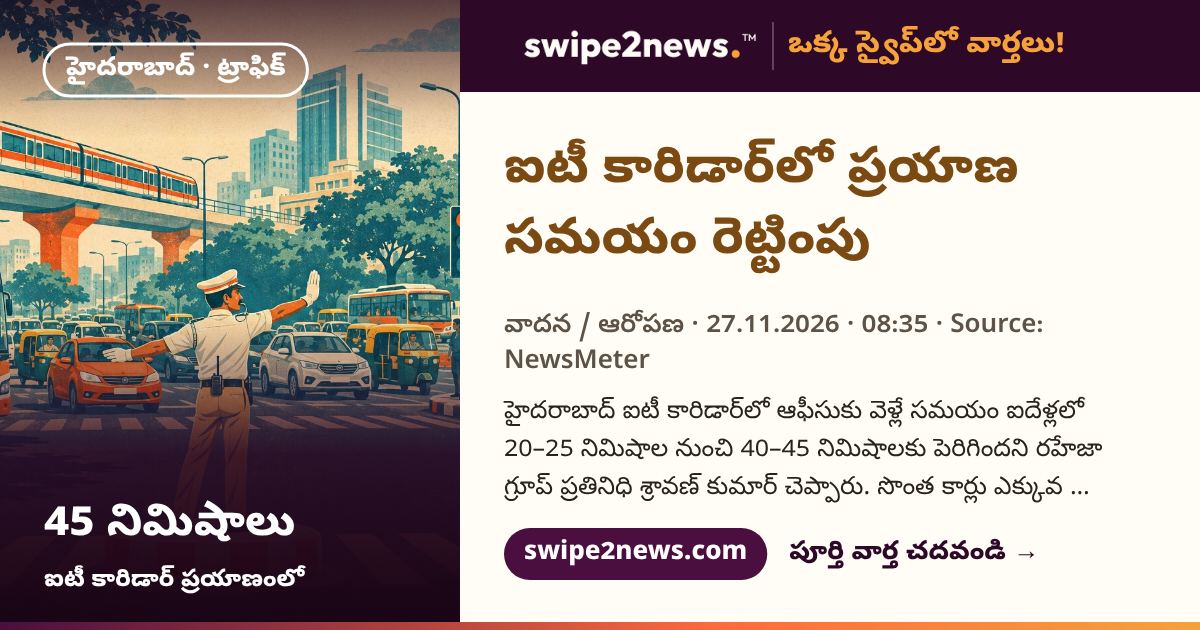 హైదరాబాద్ · ట్రాఫిక్
45 నిమిషాలు
ఐటీ కారిడార్ ప్రయాణంలో
swipe2news.™ ఒక్క స్వైప్‌లో వార్తలు!
ఐటీ కారిడార్‌లో ప్రయాణ
సమయం రెట్టింపు
వాదన / ఆరోపణ · 27.11.2026 · 08:35 · Source:
NewsMeter
హైదరాబాద్ ఐటీ కారిడార్‌లో ఆఫీసుకు వెళ్లే సమయం ఐదేళ్లలో
20–25 నిమిషాల నుంచి 40–45 నిమిషాలకు పెరిగిందని రహేజా
గ్రూప్ ప్రతినిధి శ్రావణ్ కుమార్ చెప్పారు. సొంత కార్లు ఎక్కువ ...
swipe2news.com పూర్తి వార్త చదవండి →